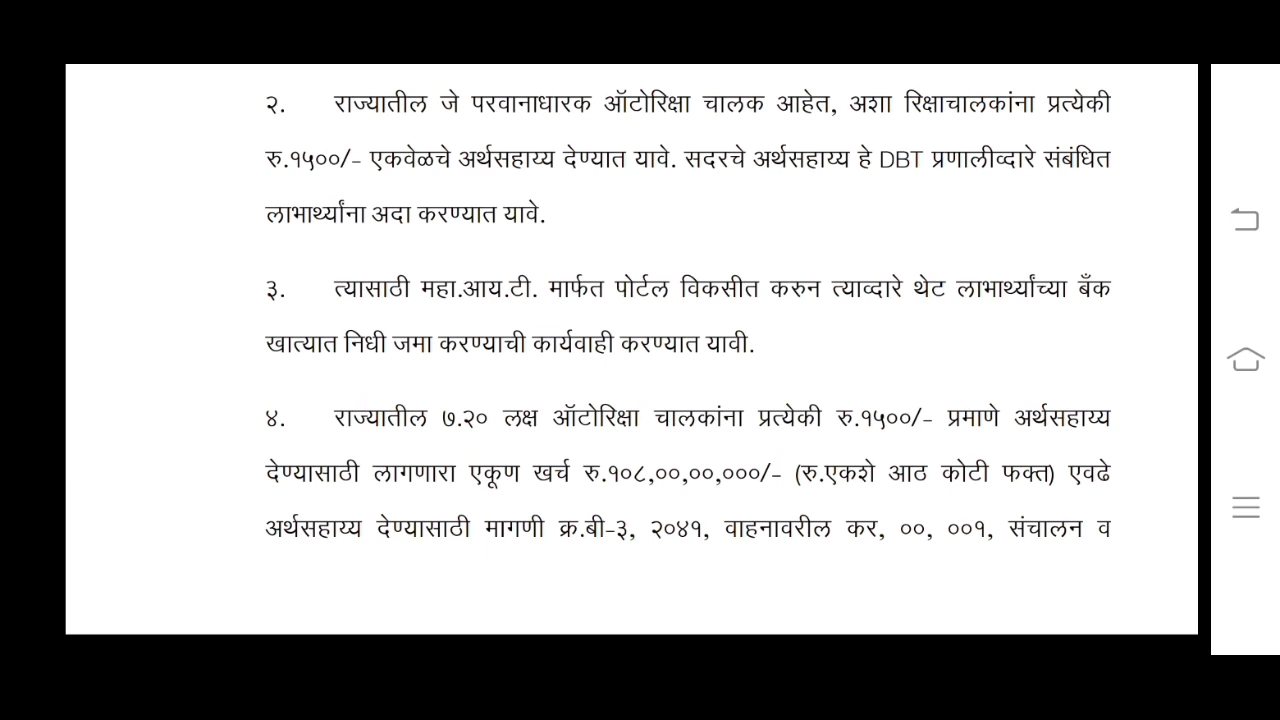 २. राज्यातील जे परवानाधारक ऑटोरिक्षा चालक आहेत, अशा रिक्षाचालकांना प्रत्येकी
रु.१५००/- एकवेळचे अर्थसहाय्य देण्यात यावे. सदरचे अर्थसहाय्य हे DBT प्रणालीव्दारे संबंधित
लाभार्थ्यांना अदा करण्यात यावे.
३. त्यासाठी महा.आय.टी. मार्फत पोर्टल विकसीत करुन त्याव्दारे थेट लाभार्थ्यांच्या बँक
खात्यात निधी जमा करण्याची कार्यवाही करण्यात यावी.
४. राज्यातील ७.२० लक्ष ऑटोरिक्षा चालकांना प्रत्येकी रु.१५००/- प्रमाणे अर्थसहाय्य
देण्यासाठी लागणारा एकूण खर्च रु.१०८,००,००,०००/- (रु.एकशे आठ कोटी फक्त) एवढे
अर्थसहाय्य देण्यासाठी मागणी क्र.बी-३, २०४१, वाहनावरील कर, ००, ००१, संचालन व